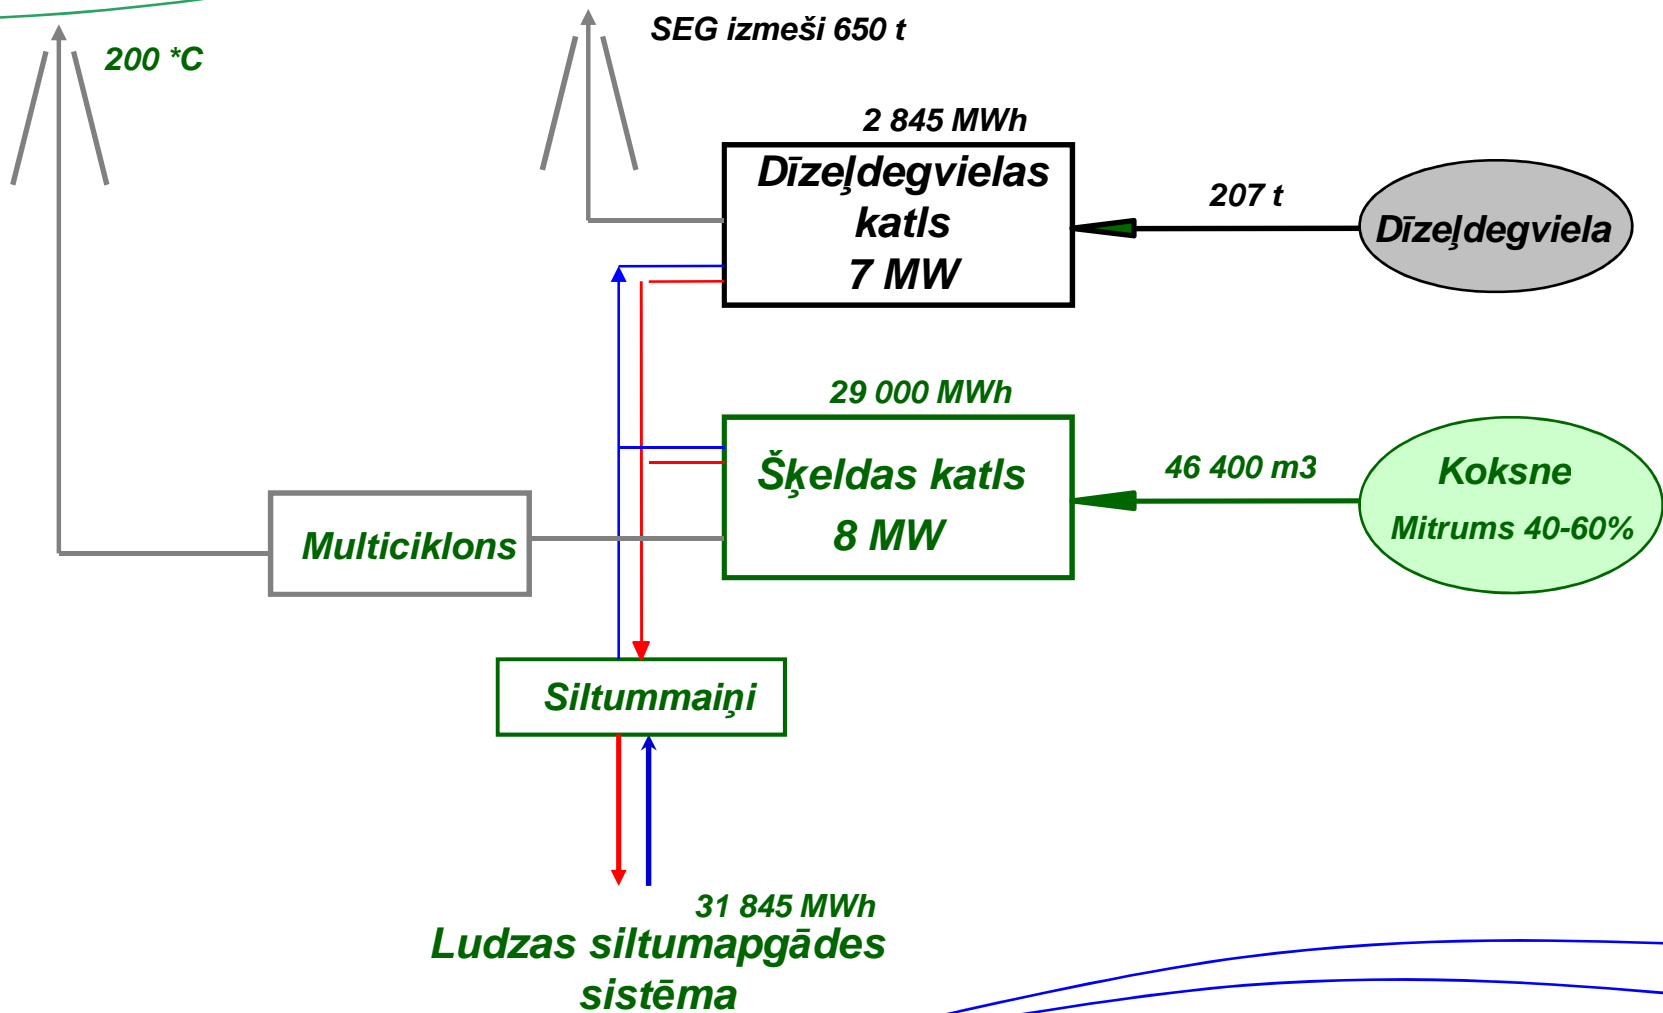 SEG izmeši 650 t
200 *C
2 845 MWh
Dīzeļdegvielas
katls
7 MW
207 t
Dīzeļdegviela
29 000 MWh
Šķeldas katls
8 MW
46 400 m3
Koksne
Mitrums 40-60%
Multiciklons
Siltummaiņi
31 845 MWh
Ludzas siltumapgādes
sistēma